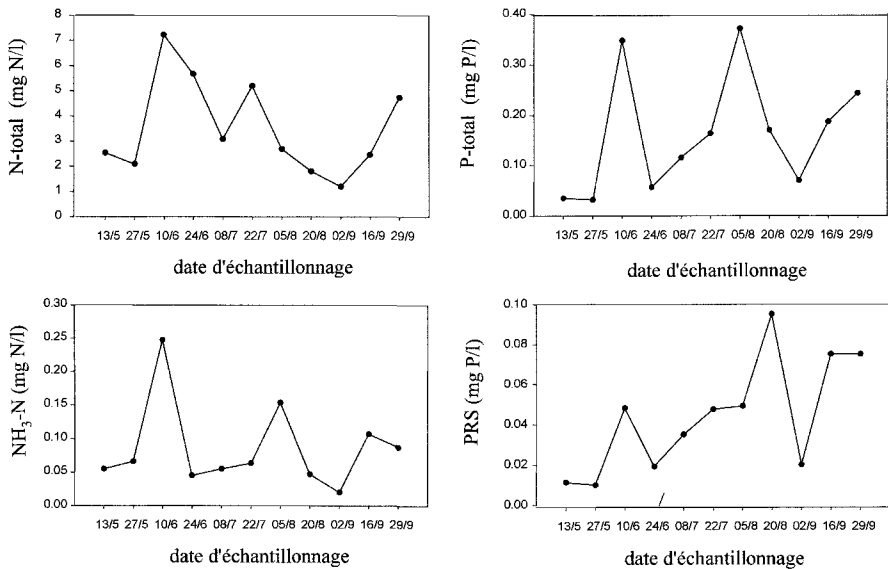 N-total (mg N/l)
8
7
6
5
4
3
2
1
0
13/5 27/5 10/6 24/6 08/7 22/7 05/8 20/8 02/9 16/9 29/9
date d'échantillonnage
P-total (mg P/l)
0.40
0.30
0.20
0.10
0.00
13/5 27/5 10/6 24/6 08/7 22/7 05/8 20/8 02/9 16/9 29/9
date d'échantillonnage
NH3-N (mg N/l)
0.30
0.25
0.20
0.15
0.10
0.05
0.00
13/5 27/5 10/6 24/6 08/7 22/7 05/8 20/8 02/9 16/9 29/9
date d'échantillonnage
PRS (mg P/l)
0.10
0.08
0.06
0.04
0.02
0.00
13/5 27/5 10/6 24/6 08/7 22/7 05/8 20/8 02/9 16/9 29/9
date d'échantillonnage